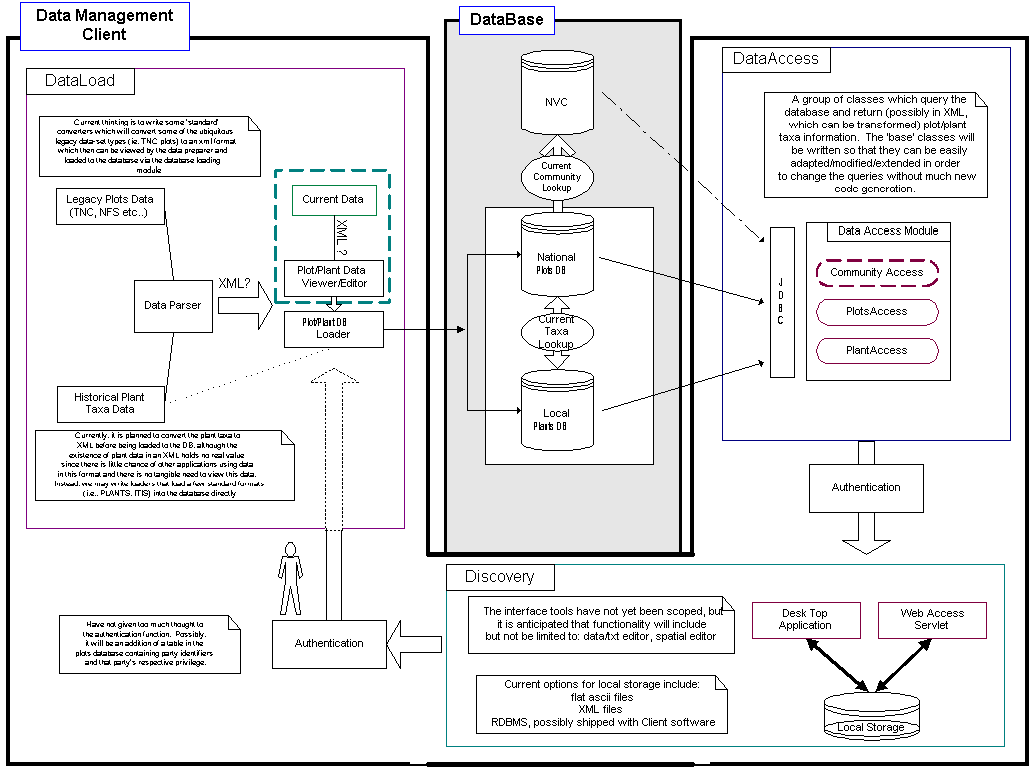 Data Management
Client
DataLoad
Current thinking is to write some 'standard'
converters which will convert some of the ubiquitous
legacy data-set types (ie. TNC plots) to an xml format
which then can be viewed by the data preparer and
loaded to the database via the database loading
module
Legacy Plots Data
(TNC, NFS etc..)
Current Data
XML ?
Plot/Plant Data
Viewer/Editor
Data Parser
XML?
Plot/Plant DB
Loader
Historical Plant
Taxa Data
Currently, it is planned to convert the plant taxa to
XML before being loaded to the DB, although the
existence of plant data in an XML holds no real value
since there is little chance of other applications using data
in this format and there is no tangible need to view this data.
Instead, we may write loaders that load a few standard formats
(i.e., PLANTS, ITIS) into the database directly
Have not given too much thought to
the authentication function. Possibly,
it will be an addition of a table in the
plots database containing party identifiers
and that party's respective privilege.
Authentication
DataBase
NVC
Current
Community
Lookup
National
Plots DB
Current
Taxa
Lookup
Local
Plants DB
DataAccess
A group of classes which query the
database and return (possibly in XML,
which can be transformed) plot/plant
taxa information. The 'base' classes will
be written so that they can be easily
adapted/modified/extended in order
to change the queries without much new
code generation.
J
D
B
C
Data Access Module
Community Access
PlotsAccess
PlantAccess
Authentication
Discovery
The interface tools have not yet been scoped, but
it is anticipated that functionality will include
but not be limited to: data/txt editor, spatial editor
Current options for local storage include:
flat ascii files
XML files
RDBMS, possibly shipped with Client software
Desk Top
Application
Web Access
Servlet
Local Storage